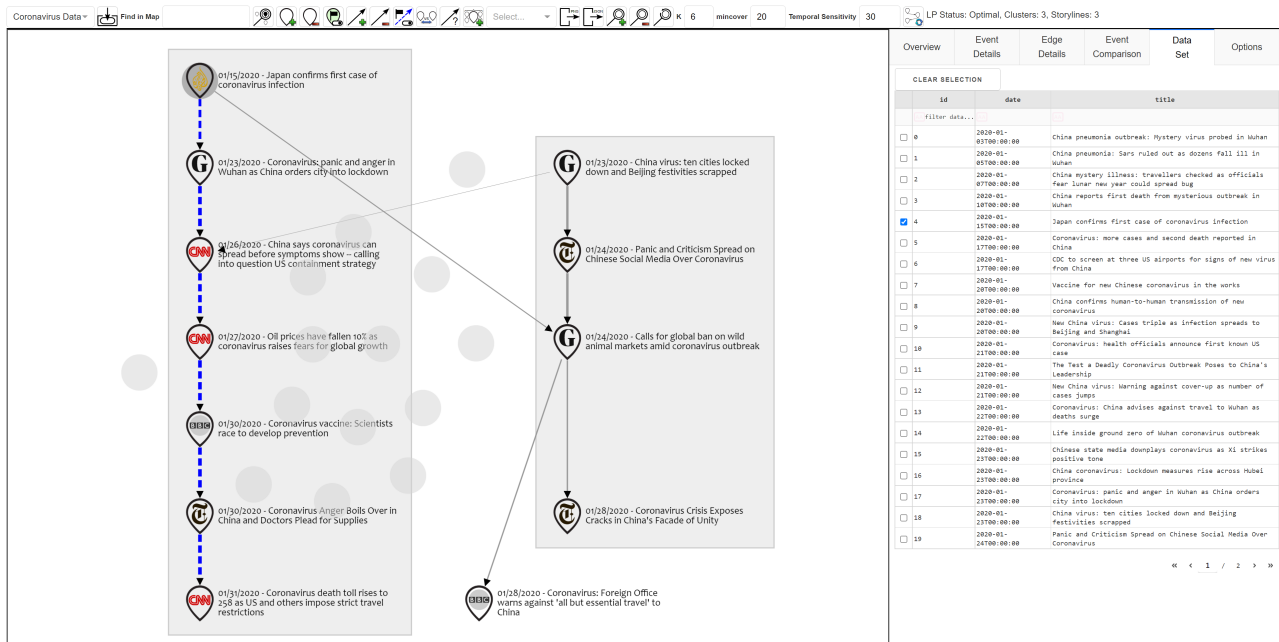 Coronavirus Data
Find in Map
Select...
K 6 mincover 20 Temporal Sensitivity 30
LP Status: Optimal, Clusters: 3, Storylines: 3
01/15/2020 - Japan confirms first case of
coronavirus infection
01/23/2020 - Coronavirus: panic and anger in
Wuhan as China orders city into lockdown
CNN
01/26/2020 - China says coronavirus can
spread before symptoms show – calling
into question US containment strategy
CNN
01/27/2020 - Oil prices have fallen 10% as
coronavirus raises fears for global growth
BBC
01/30/2020 - Coronavirus vaccine: Scientists
race to develop prevention
01/30/2020 - Coronavirus Anger Boils Over in
China and Doctors Plead for Supplies
CNN
01/31/2020 - Coronavirus death toll rises to
258 as US and others impose strict travel
restrictions
G
G
01/23/2020 - China virus: ten cities locked
down and Beijing festivities scrapped
T
01/24/2020 - Panic and Criticism Spread on
Chinese Social Media Over Coronavirus
G
01/24/2020 - Calls for global ban on wild
animal markets amid coronavirus outbreak
T
01/28/2020 - Coronavirus Crisis Exposes
Cracks in China's Facade of Unity
T
BBC
01/28/2020 - Coronavirus: Foreign Office
warns against 'all but essential travel' to
China
Overview
Event
Details
Edge
Details
Event
Comparison
Data
Set
Options
CLEAR SELECTION
id date title
filter data...
0 2020-01-03T00:00:00 China pneumonia outbreak: Mystery virus probed in Wuhan
1 2020-01-05T00:00:00 China pneumonia: Sars ruled out as dozens fall ill in Wuhan
2 2020-01-07T00:00:00 China mystery illness: travellers checked as officials fear lunar new year could spread bug
3 2020-01-10T00:00:00 China reports first death from mysterious outbreak in Wuhan
4 2020-01-15T00:00:00 Japan confirms first case of coronavirus infection
5 2020-01-17T00:00:00 Coronavirus: more cases and second death reported in China
6 2020-01-17T00:00:00 CDC to screen at three US airports for signs of new virus from China
7 2020-01-20T00:00:00 Vaccine for new Chinese coronavirus in the works
8 2020-01-20T00:00:00 China confirms human-to-human transmission of new coronavirus
9 2020-01-20T00:00:00 New China virus: Cases triple as infection spreads to Beijing and Shanghai
10 2020-01-21T00:00:00 Coronavirus: health officials announce first known US case
11 2020-01-21T00:00:00 The Test a Deadly Coronavirus Outbreak Poses to China's Leadership
12 2020-01-21T00:00:00 New China virus: Warning against cover-up as number of cases jumps
13 2020-01-22T00:00:00 Coronavirus: China advises against travel to Wuhan as deaths surge
14 2020-01-22T00:00:00 Life inside ground zero of Wuhan coronavirus outbreak
15 2020-01-23T00:00:00 Chinese state media downplays coronavirus as Xi strikes positive tone
16 2020-01-23T00:00:00 China coronavirus: Lockdown measures rise across Hubei province
17 2020-01-23T00:00:00 Coronavirus: panic and anger in Wuhan as China orders city into lockdown
18 2020-01-23T00:00:00 China virus: ten cities locked down and Beijing festivities scrapped
19 2020-01-24T00:00:00 Panic and Criticism Spread on Chinese Social Media Over Coronavirus
« ‹ 1 / 2 › »